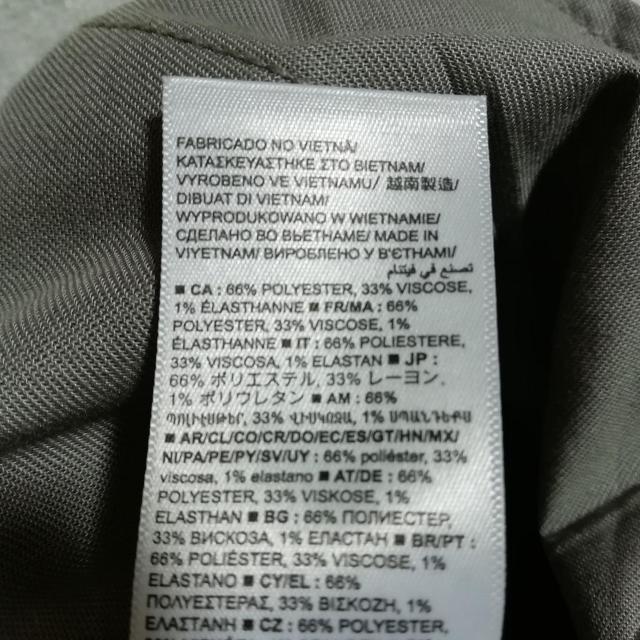 FABRICADO NO VIETNÃ/
ΚΑΤΑΣΚΕΥΑΣΤΗΚΕ ΣΤΟ ΒΙΕΤΝΑΜ/
VYROBENO VE VIETNAMU/ 越南製造/
DIBUAT DI VIETNAM/
WYPRODUKOWANO W WIETNAMIE/
СДЕЛАНО ВО ВЬЕТНАМЕ/ MADE IN
VIYETNAM/ ВИРОБЛЕНО У В'ЄТНАМІ/
تصنع في فيتنام
■ CA : 66% POLYESTER, 33% VISCOSE,
1% ÉLASTHANNE ■ FR/MA : 66%
POLYESTER, 33% VISCOSE, 1%
ÉLASTHANNE ■ IT : 66% POLIESTERE,
33% VISCOSA, 1% ELASTAN ■ JP :
66% ポリエステル, 33% レーヨン,
1% ポリウレタン ■ AM : 66%
ՊՈԼԻԷՍԹԵՐ, 33% ՎԻՍԿՈԶԱ, 1% ՍՊԱՆԴԵՔՍ
■ AR/CL/CO/CR/DO/EC/ES/GT/HN/MX/
NI/PA/PE/PY/SV/UY : 66% poliéster, 33%
viscosa, 1% elastano ■ AT/DE : 66%
POLYESTER, 33% VISKOSE, 1%
ELASTHAN ■ BG : 66% ПОЛИЕСТЕР,
33% ВИСКОЗА, 1% ЕЛАСТАН ■ BR/PT :
66% POLIÉSTER, 33% VISCOSE, 1%
ELASTANO ■ CY/EL : 66%
ΠΟΛΥΕΣΤΕΡΑΣ, 33% ΒΙΣΚΟΖΗ, 1%
ΕΛΑΣΤΑΝΗ ■ CZ : 66% POLYESTER,